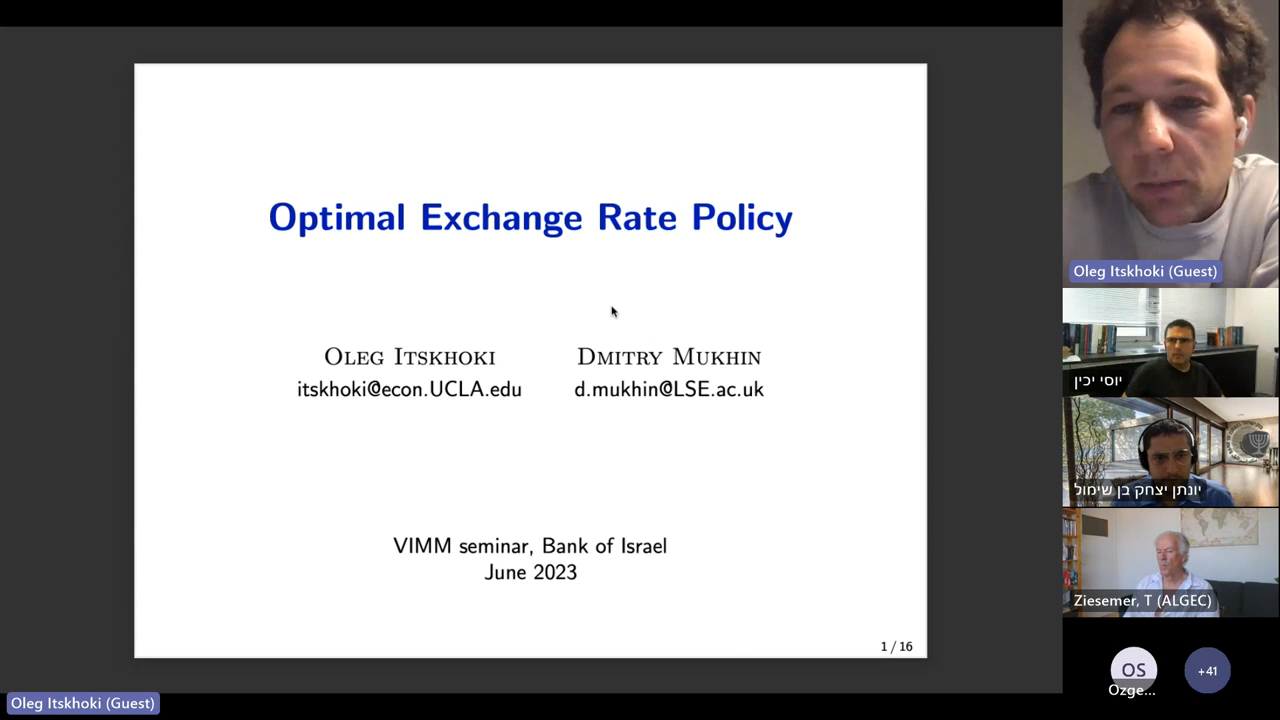 Optimal Exchange Rate Policy
OLEG ITSKHOKI
DMITRY MUKHIN
itskhoki@econ.UCLA.edu
d.mukhin@LSE.ac.uk
VIMM seminar, Bank of Israel
June 2023
1 / 16
Oleg Itskhoki (Guest)
Oleg Itskhoki (Guest)
יוסי יכין
יונתן יצחק בן שימול
Ziesemer, T (ALGEC)
OS
Ozge...
+41